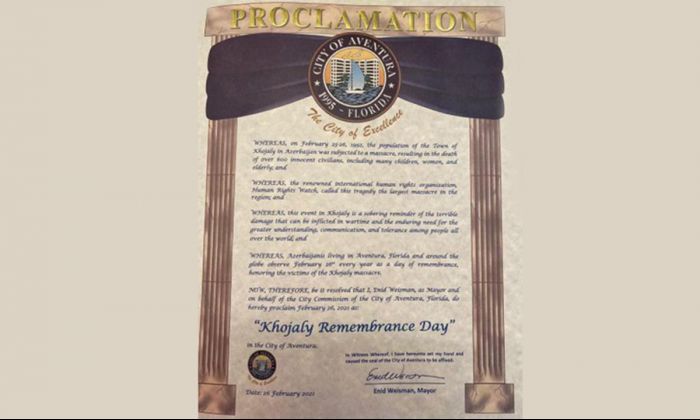 PROCLAMATION
CITY OF AVENTURA
1995 - FLORIDA
The City of Excellence
WHEREAS, on February 25-26, 1992, the population of the Town of
Khojaly in Azerbaijan was subjected to a massacre, resulting in the death
of over 600 innocent civilians, including many children, women, and
elderly; and
WHEREAS, the renowned international human rights organization,
Human Rights Watch, called this tragedy the largest massacre in the
region; and
WHEREAS, this event in Khojaly is a sobering reminder of the terrible
damage that can be inflicted in wartime and the enduring need for the
greater understanding, communication, and tolerance among people all
over the world; and
WHEREAS, Azerbaijanis living in Aventura, Florida and around the
globe observe February 26th every year as a day of remembrance,
honoring the victims of the Khojaly massacre.
NOW, THEREFORE, be it resolved that I, Enid Weisman, as Mayor and
on behalf of the City Commission of the City of Aventura, Florida, do
hereby proclaim February 26, 2021 as:
"Khojaly Remembrance Day"
in the City of Aventura.
In Witness Whereof, I have hereunto set my hand and
caused the seal of the City of Aventura to be affixed.
Enid Weisman, Mayor
Date: 26 February 2021